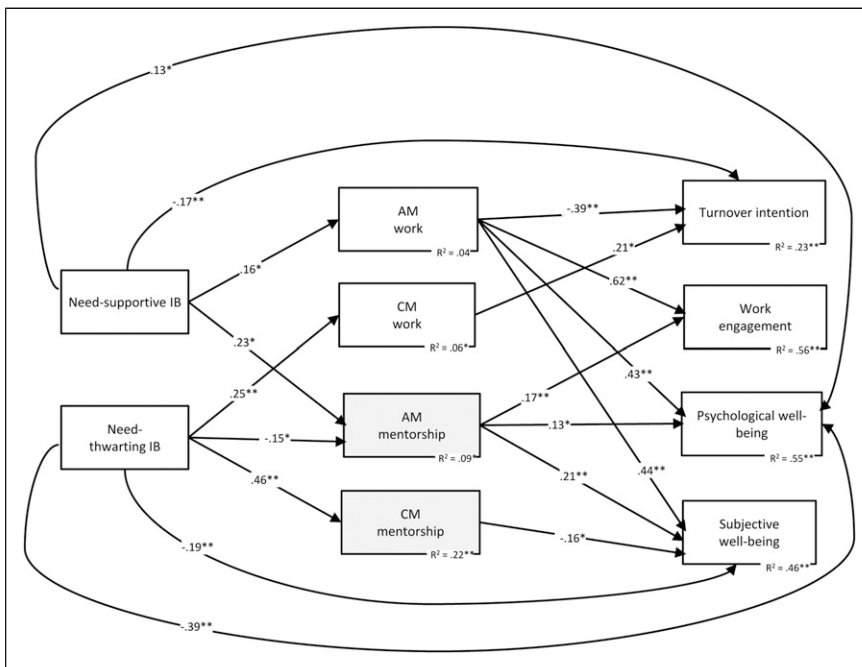 .13*
-.17**
AM
work
R² = .04
-.39**
Turnover intention
R² = .23**
.16*
.21*
Need-supportive IB
CM
work
R² = .06*
.62**
Work
engagement
R² = .56**
.23*
.25**
.43**
.17**
Need-
thwarting IB
-.15*
AM
mentorship
R² = .09*
.13*
Psychological well-
being
R² = .55**
.46**
.21**
.44**
CM
mentorship
R² = .22**
-.16*
Subjective
well-being
R² = .46**
-.19**
-.39**